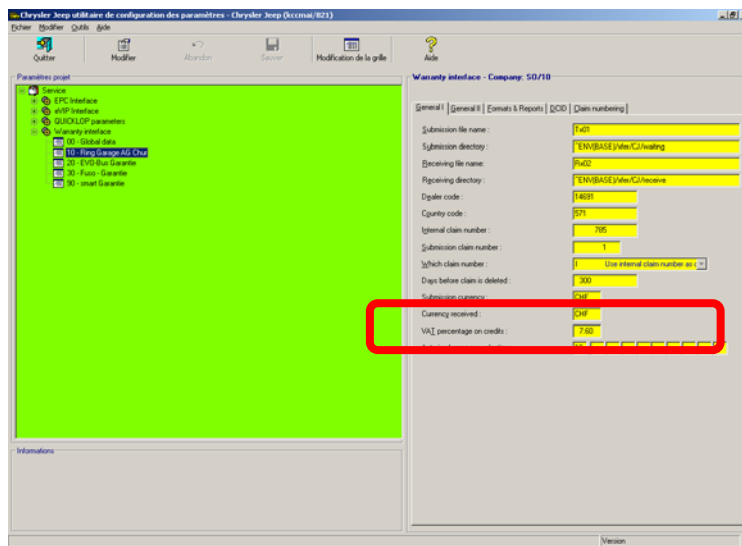 Chrysler Jeep utilitaire de configuration des paramètres - Chrysler Jeep (kccmai/821)
Fichier Modifier Outils Aide
Quitter Modifier Abandon Sauver Modification de la grille Aide
Paramètres projet
Service
EPC Interface
eVIP Interface
QUICKLOP parameters
Warranty interface
00 - Global data
10 - Ring Garage AG Chur
20 - EVO-Bus Garantie
30 - Fuso - Garantie
90 - smart Garantie
Informations
Warranty interface - Company: SO/10
General I General II Formats & Reports DCID Claim numbering
Submission file name : Tx01
Submission directory : ~ENV(BASE)/xfer/CJ/waiting
Receiving file name: Rx02
Receiving directory : ~ENV(BASE)/xfer/CJ/receive
Dealer code : 14691
Country code : 571
Internal claim number : 785
Submission claim number : 1
Which claim number : I Use internal claim number as c
Days before claim is deleted : 300
Submission currency : CHF
Currency received : CHF
VAT percentage on credits : 7.60
Version